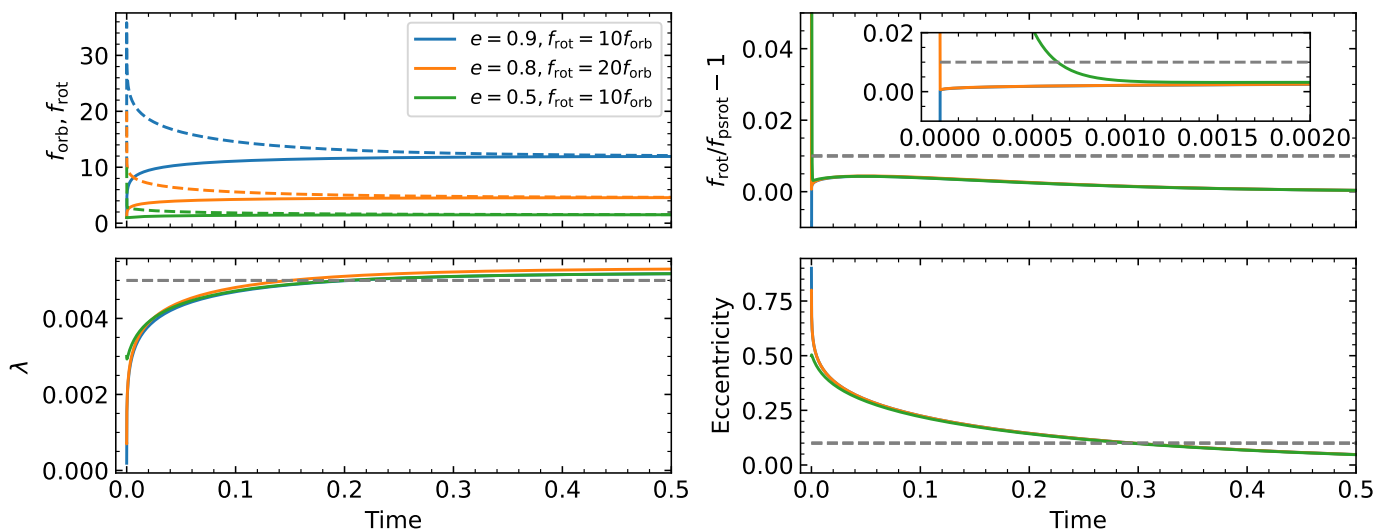 f_orb, f_rot
0
10
20
30
e = 0.9, f_rot = 10f_orb
e = 0.8, f_rot = 20f_orb
e = 0.5, f_rot = 10f_orb
f_rot/f_psrot − 1
0.00
0.02
0.04
0.00
0.02
0.0000 0.0005 0.0010 0.0015 0.0020
λ
0.000
0.002
0.004
0.0 0.1 0.2 0.3 0.4 0.5
Time
Eccentricity
0.00
0.25
0.50
0.75
0.0 0.1 0.2 0.3 0.4 0.5
Time